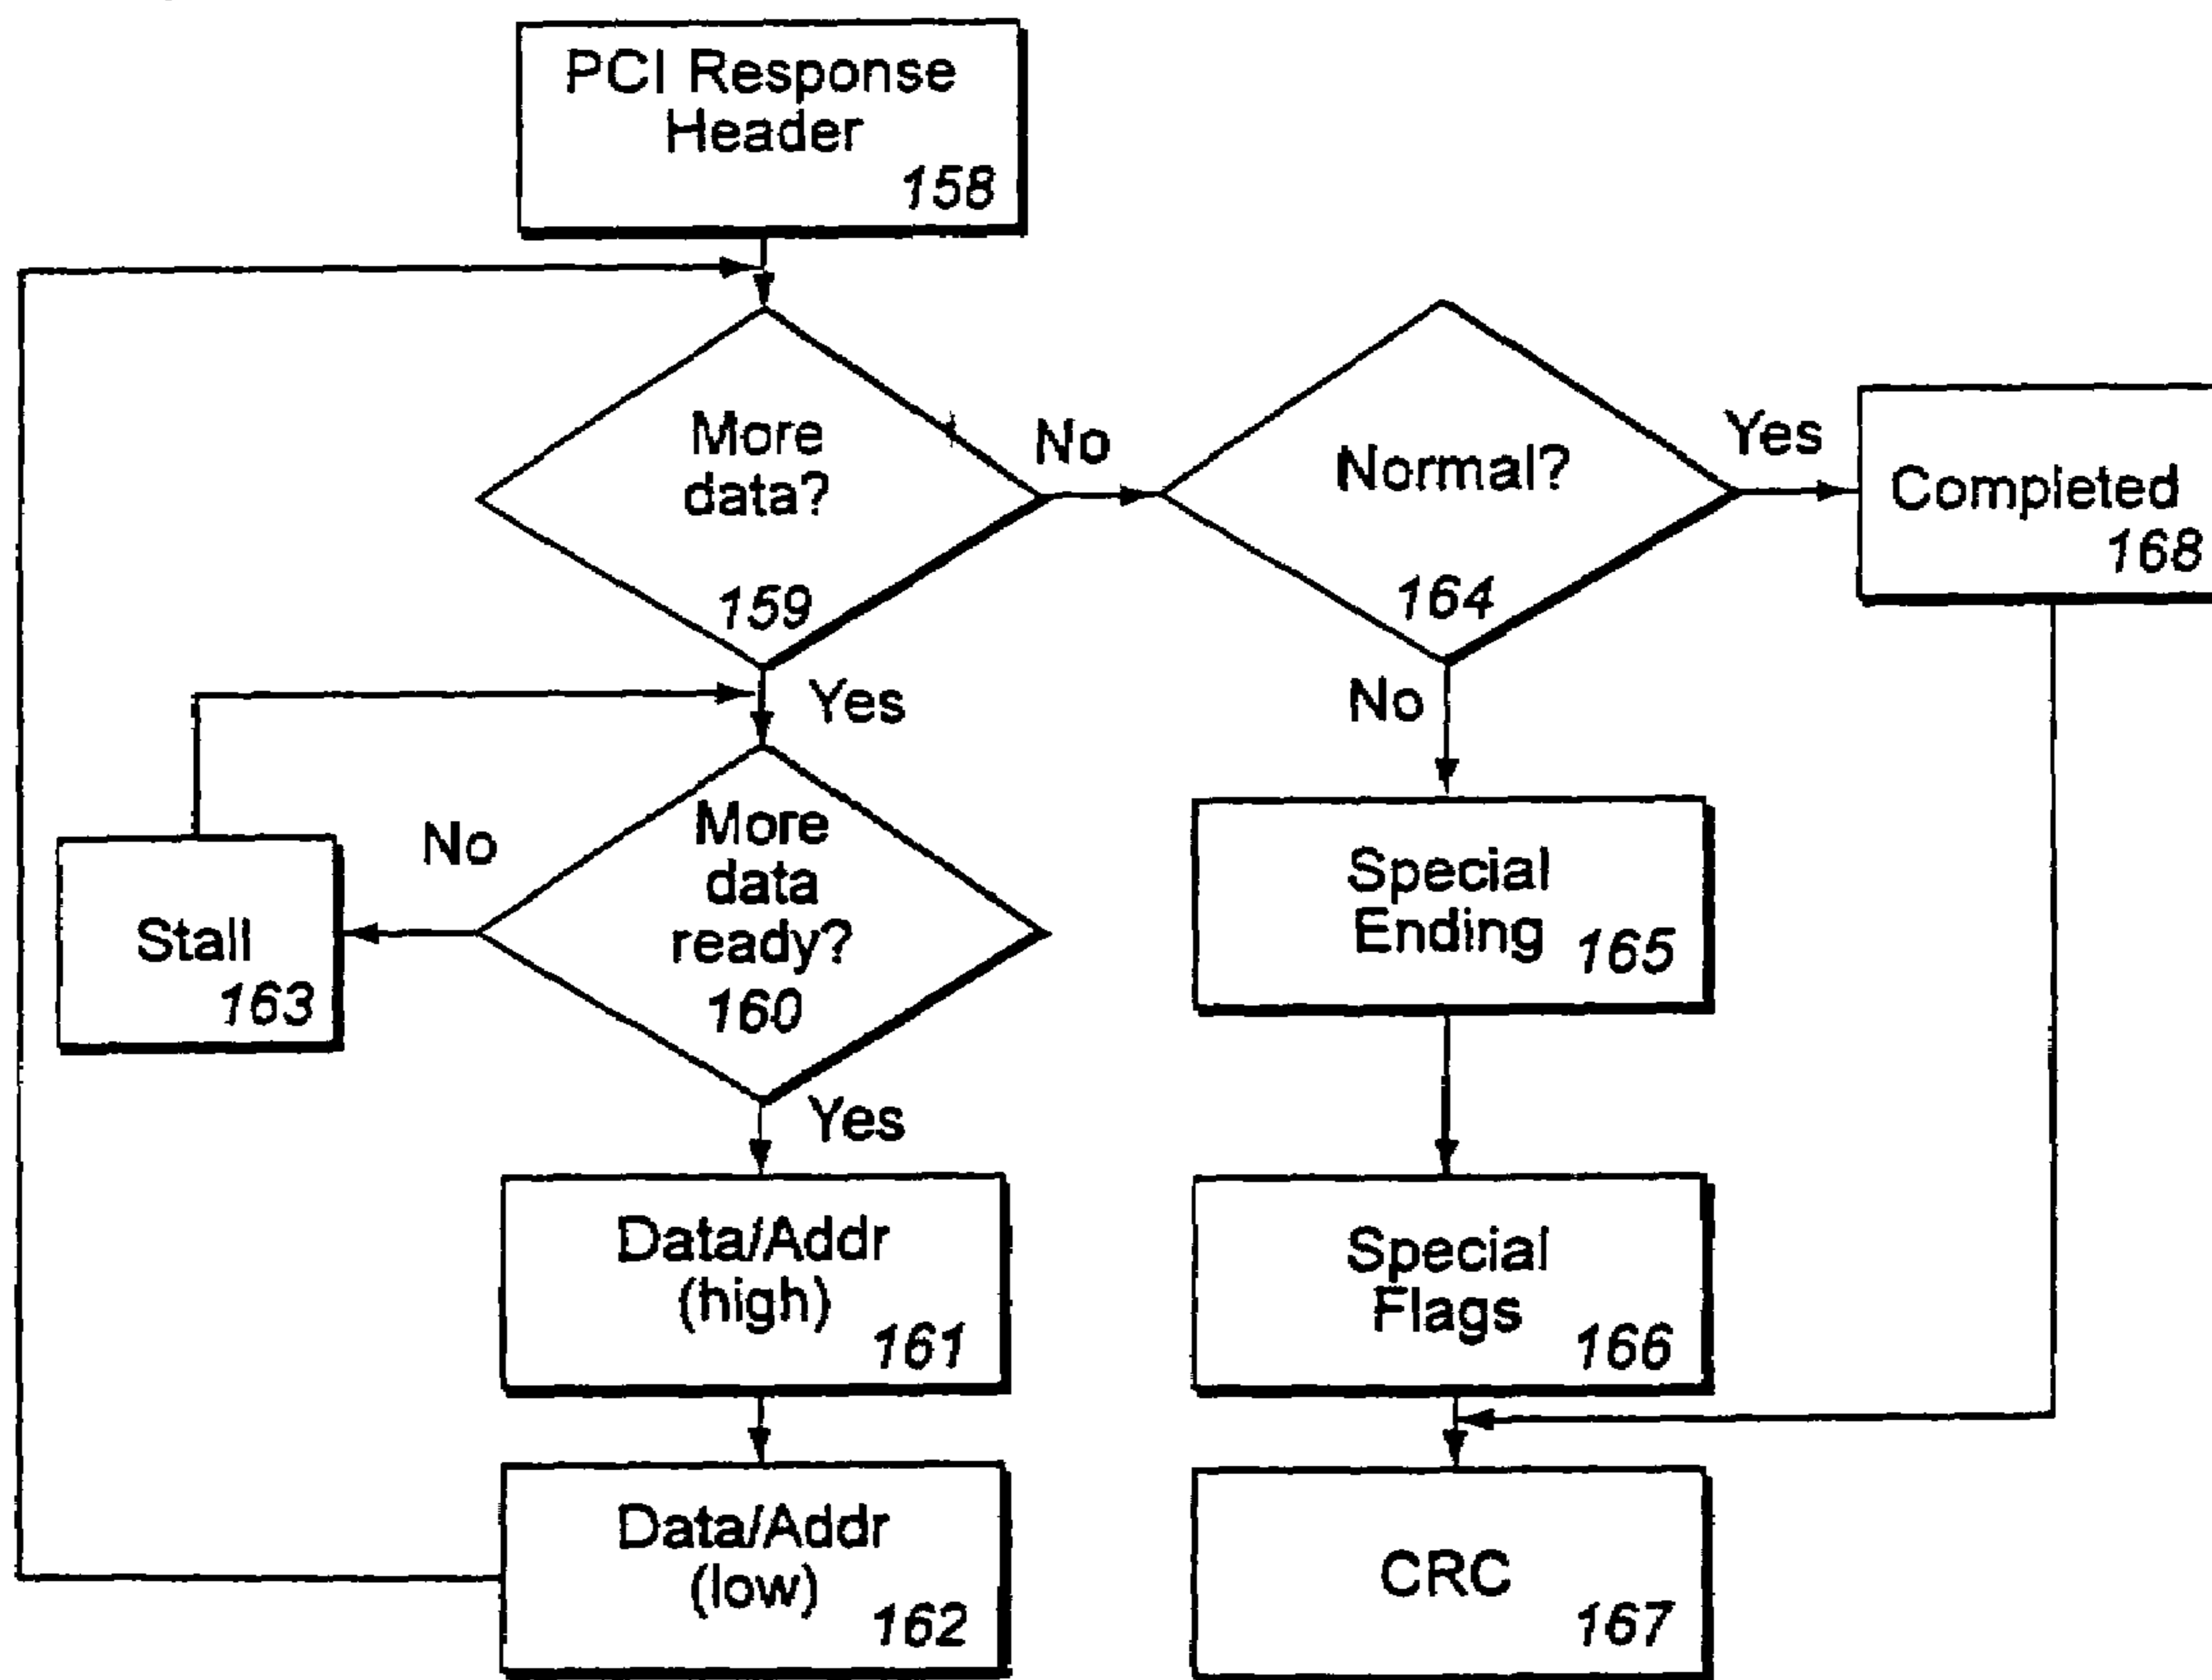 PCI Response
Header
158
More
data?
159
No
Normal?
164
Yes
Completed
168
Yes
No
More
data
ready?
160
No
Stall
163
Special
Ending
165
Yes
Data/Addr
(high)
161
Special
Flags
166
Data/Addr
(low)
162
CRC
167